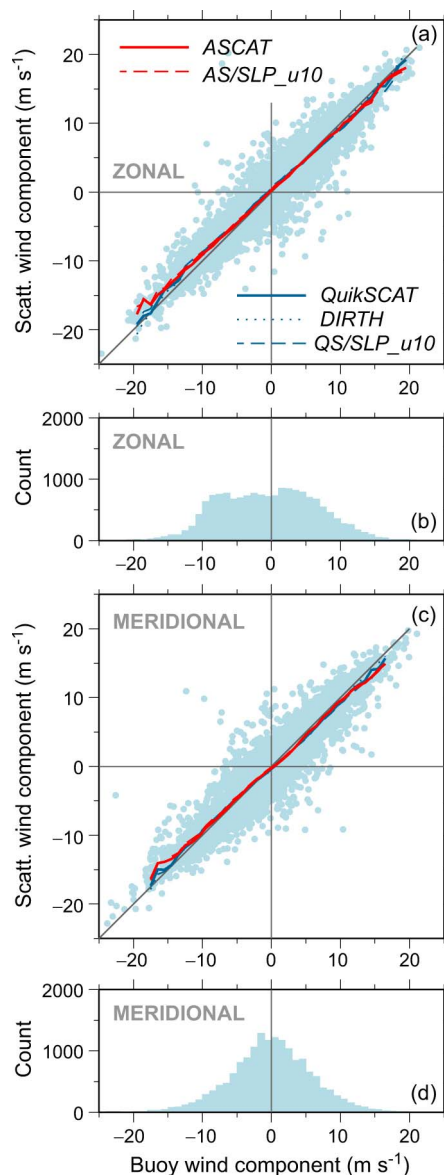 (a)
ASCAT
AS/SLP_u10
Scatt. wind component (m s⁻¹)
20
10
0
−10
−20
ZONAL
QuikSCAT
DIRTH
QS/SLP_u10
−20 −10 0 10 20
2000
1000
0
Count
ZONAL
(b)
−20 −10 0 10 20
(c)
MERIDIONAL
Scatt. wind component (m s⁻¹)
20
10
0
−10
−20
−20 −10 0 10 20
2000
1000
0
Count
MERIDIONAL
(d)
−20 −10 0 10 20
Buoy wind component (m s⁻¹)